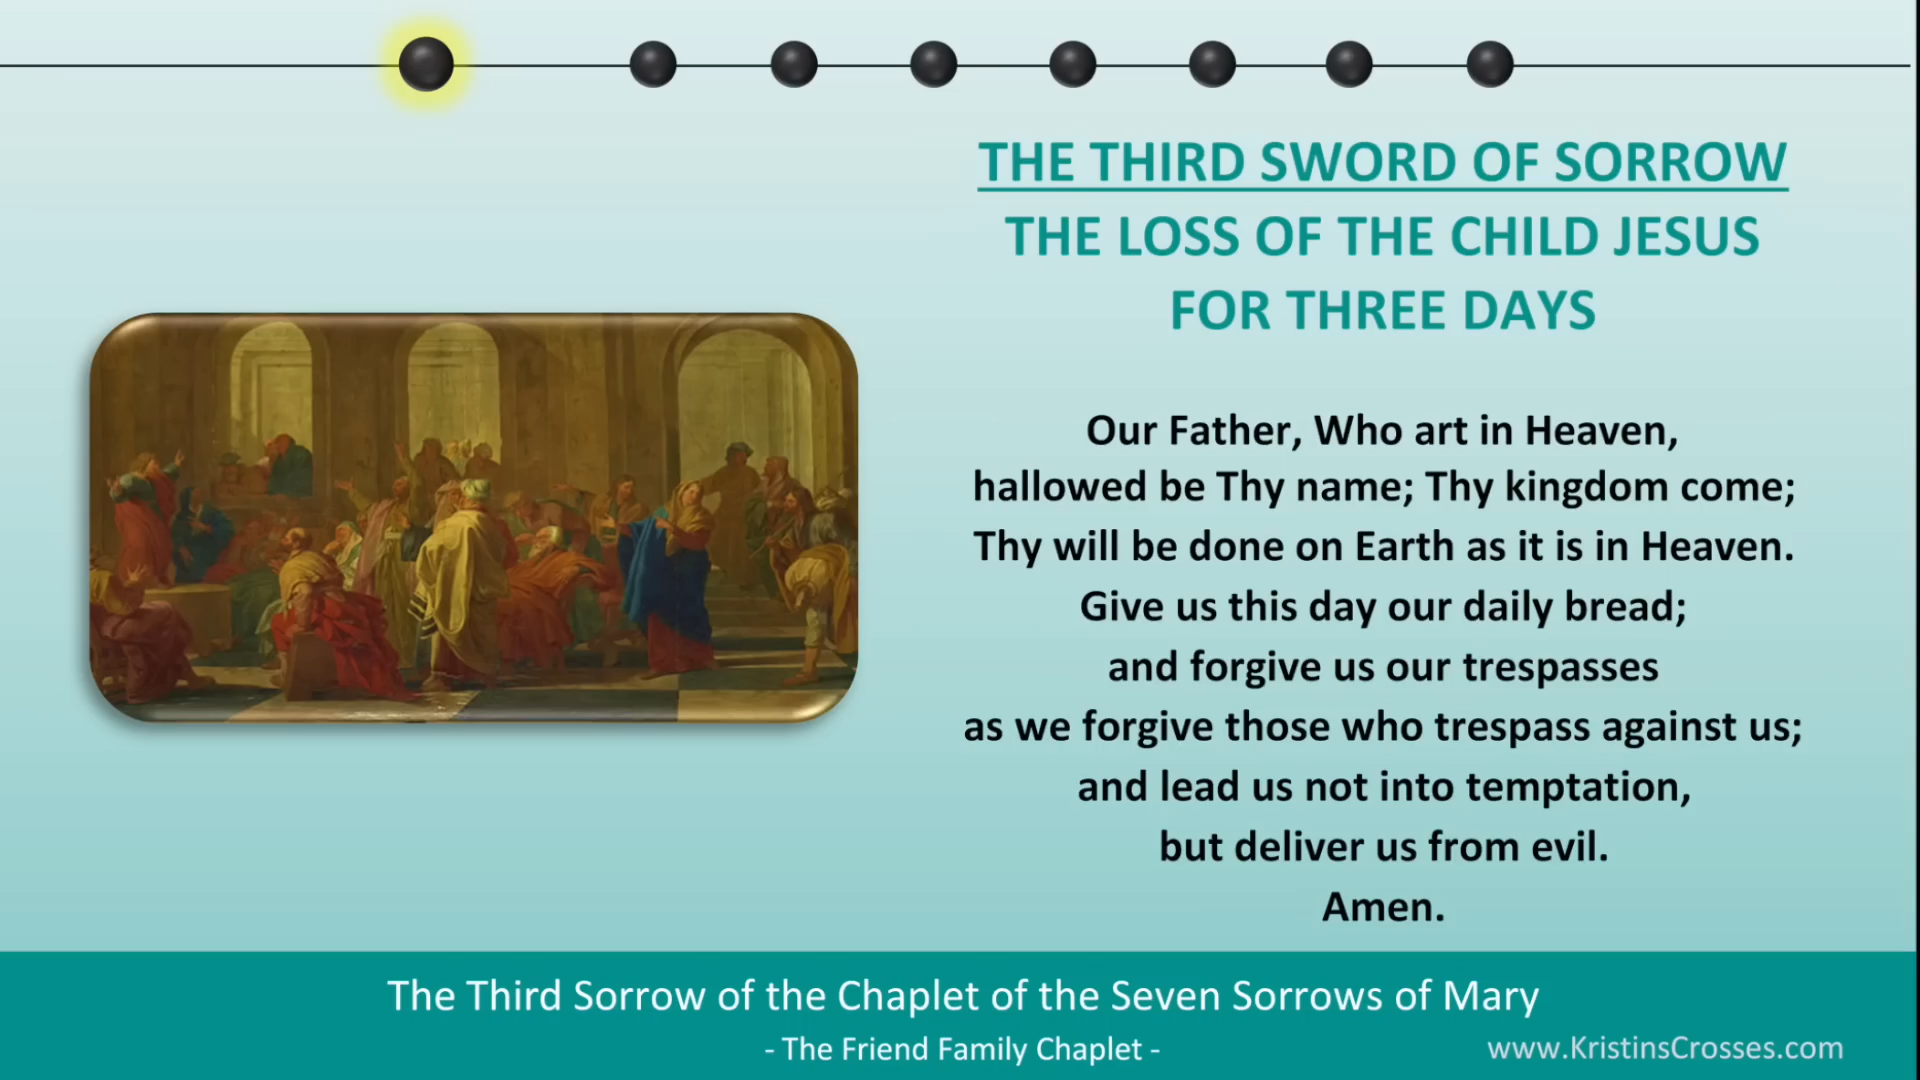 THE THIRD SWORD OF SORROW
THE LOSS OF THE CHILD JESUS
FOR THREE DAYS
Our Father, Who art in Heaven,
hallowed be Thy name; Thy kingdom come;
Thy will be done on Earth as it is in Heaven.
Give us this day our daily bread;
and forgive us our trespasses
as we forgive those who trespass against us;
and lead us not into temptation,
but deliver us from evil.
Amen.
The Third Sorrow of the Chaplet of the Seven Sorrows of Mary
- The Friend Family Chaplet -
www.KristinsCrosses.com